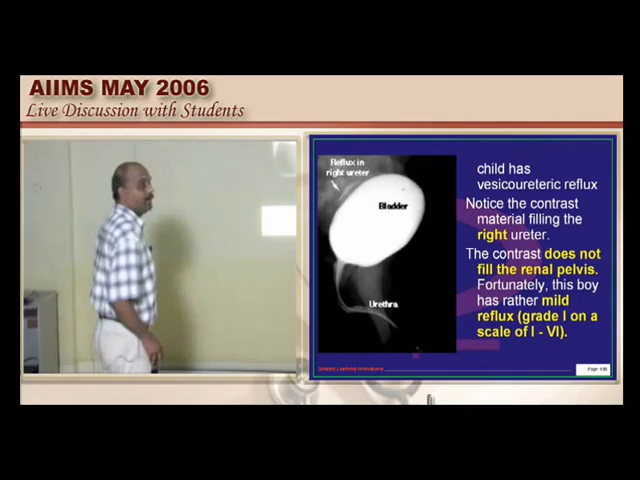 AIIMS MAY 2006
Live Discussion with Students
Reflux in
right ureter
Bladder
Urethra
child has
vesicoureteric reflux
Notice the contrast
material filling the
right ureter.
The contrast does not
fill the renal pelvis.
Fortunately, this boy
has rather mild
reflux (grade I on a
scale of I - VI).